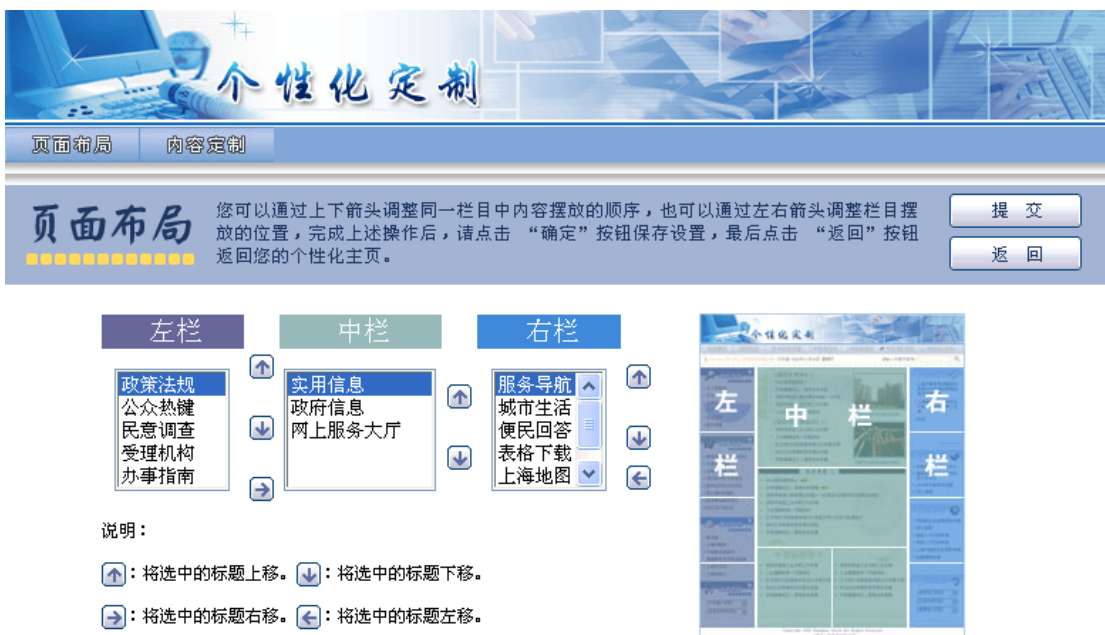 个性化定制
页面布局 内容定制
页面布局
您可以通过上下箭头调整同一栏目中内容摆放的顺序，也可以通过左右箭头调整栏目摆
放的位置，完成上述操作后，请点击 “确定”按钮保存设置，最后点击 “返回”按钮
返回您的个性化主页。
提 交
返 回
左栏 中栏 右栏
政策法规
公众热键
民意调查
受理机构
办事指南
实用信息
政府信息
网上服务大厅
服务导航
城市生活
便民回答
表格下载
上海地图
个性化定制
左栏
中栏
右栏
说明：
：将选中的标题上移。 ：将选中的标题下移。
：将选中的标题右移。 ：将选中的标题左移。